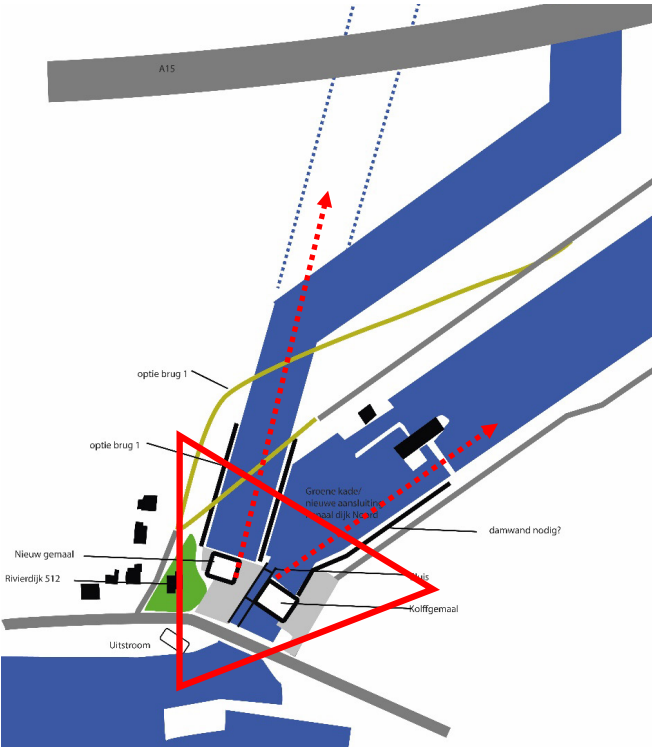 A15
optie brug 1
optie brug 1
Groene kade/
nieuwe aansluiting
dijk Noord
damwand nodig?
Nieuw gemaal
Rivierdijk 512
Kolffgemaal
Uitstroom